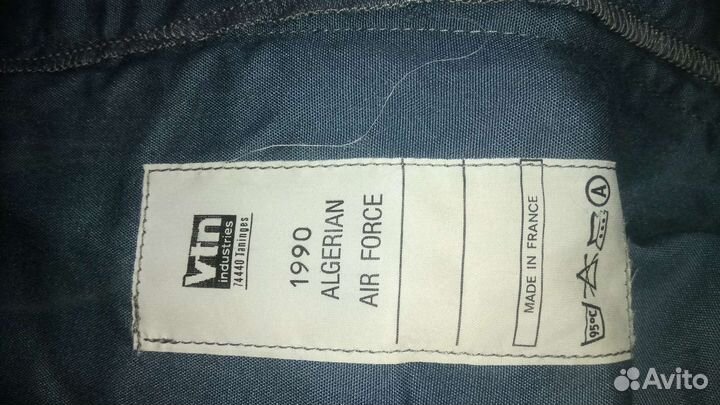 vtn
industries
74440 Taninges
1990
ALGERIAN
AIR FORCE
MADE IN FRANCE
95°C
A
Avito